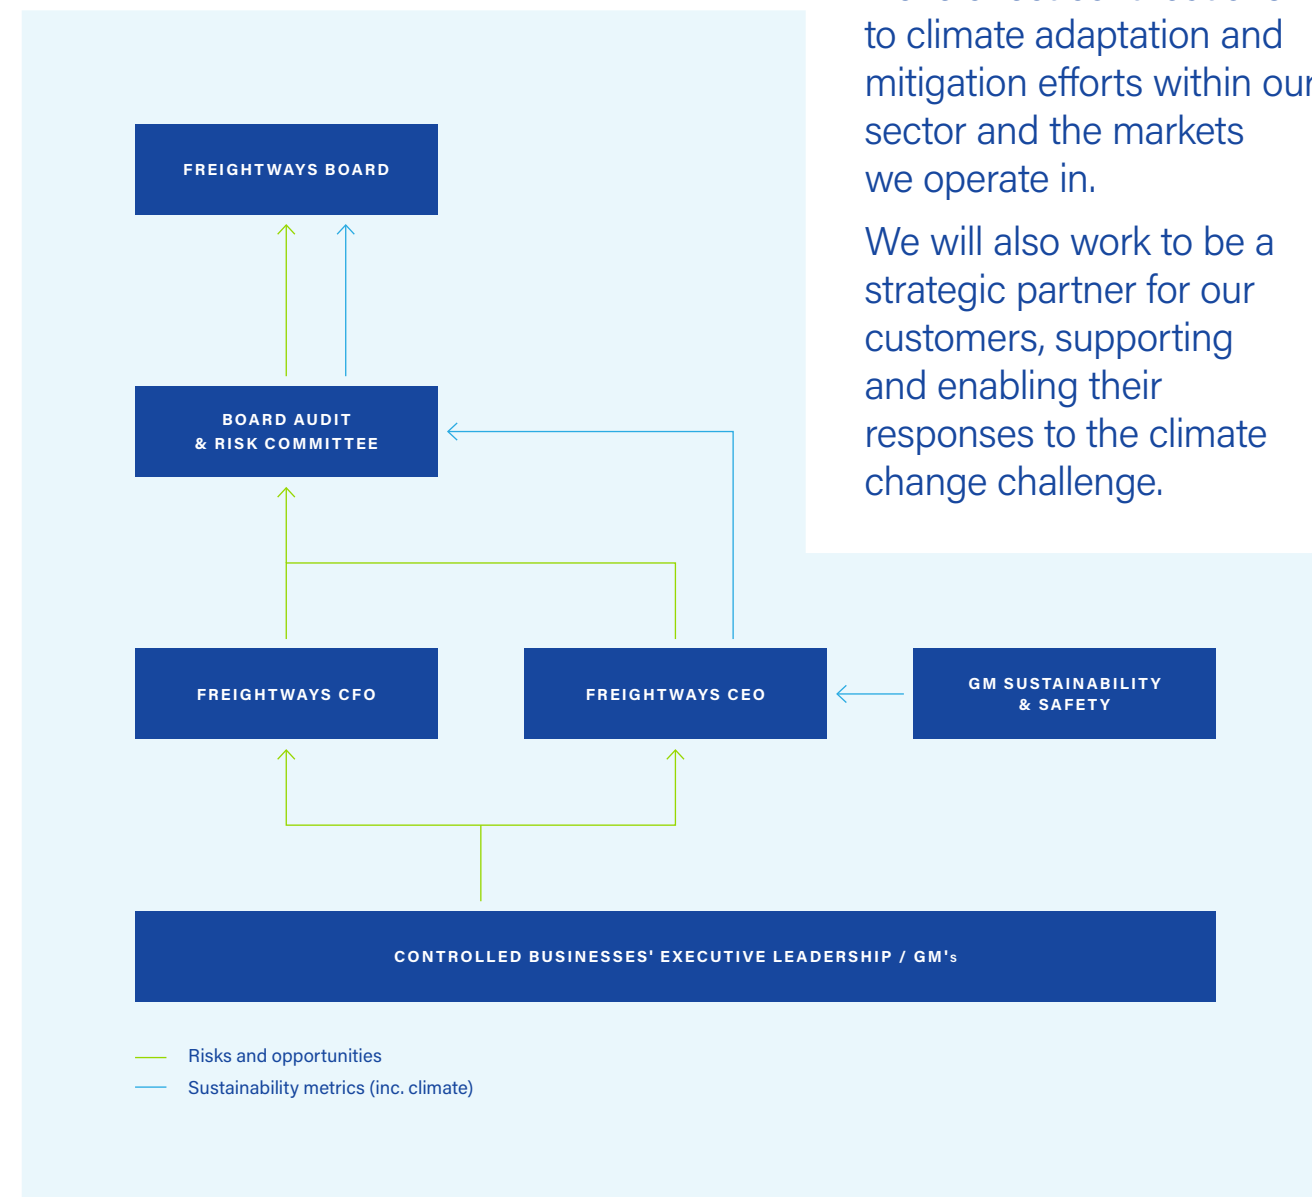 to climate adaptation and
mitigation efforts within our
sector and the markets
we operate in.
We will also work to be a
strategic partner for our
customers, supporting
and enabling their
responses to the climate
change challenge.
FREIGHTWAYS BOARD
BOARD AUDIT
& RISK COMMITTEE
FREIGHTWAYS CFO
FREIGHTWAYS CEO
GM SUSTAINABILITY
& SAFETY
CONTROLLED BUSINESSES' EXECUTIVE LEADERSHIP / GM's
Risks and opportunities
Sustainability metrics (inc. climate)